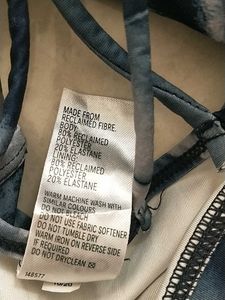 MADE FROM
RECLAIMED FIBRE.
BODY:
80% RECLAIMED
POLYESTER
20% ELASTANE
LINING:
80% RECLAIMED
POLYESTER
20% ELASTANE
WARM MACHINE WASH WITH
SIMILAR COLOURS
DO NOT BLEACH
DO NOT USE FABRIC SOFTENER
DO NOT TUMBLE DRY
WARM IRON ON REVERSE SIDE
IF REQUIRED
DO NOT DRYCLEAN
148577